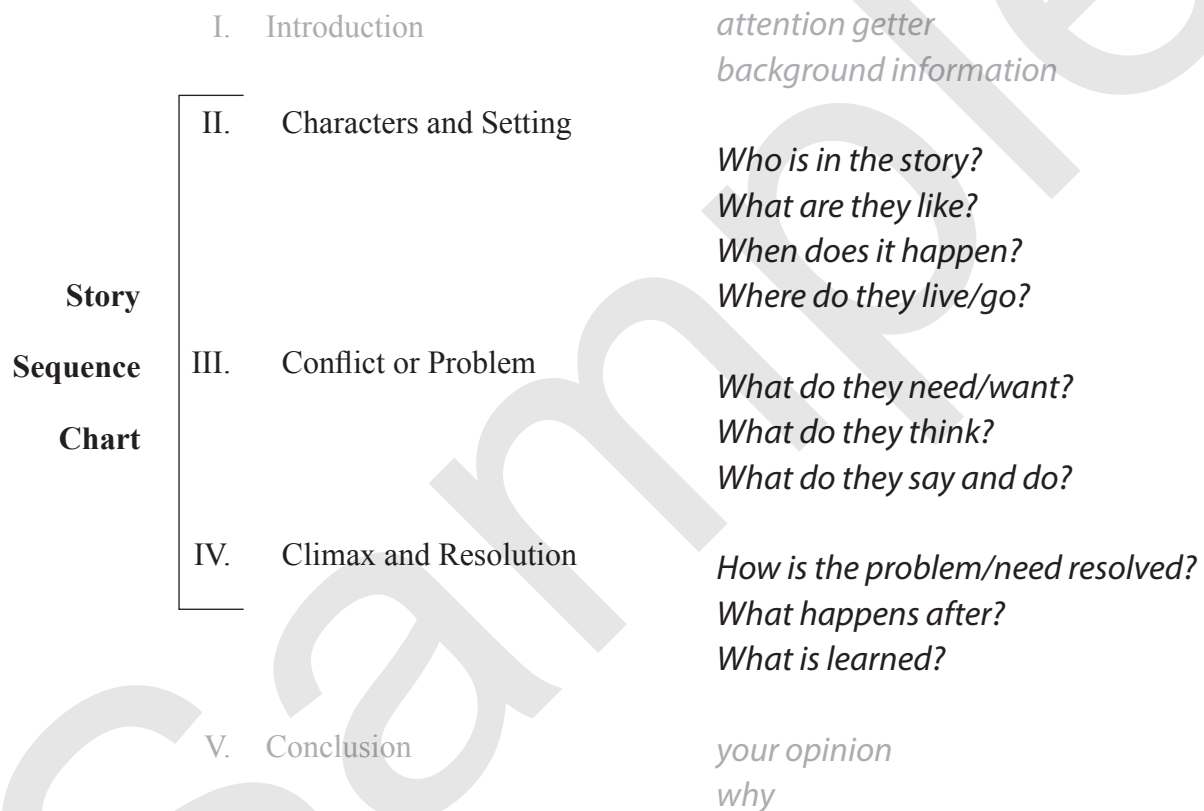 I. Introduction
attention getter
background information
II. Characters and Setting
Who is in the story?
What are they like?
When does it happen?
Where do they live/go?
Story
Sequence
Chart
III. Conflict or Problem
What do they need/want?
What do they think?
What do they say and do?
IV. Climax and Resolution
How is the problem/need resolved?
What happens after?
What is learned?
V. Conclusion
your opinion
why
Sample